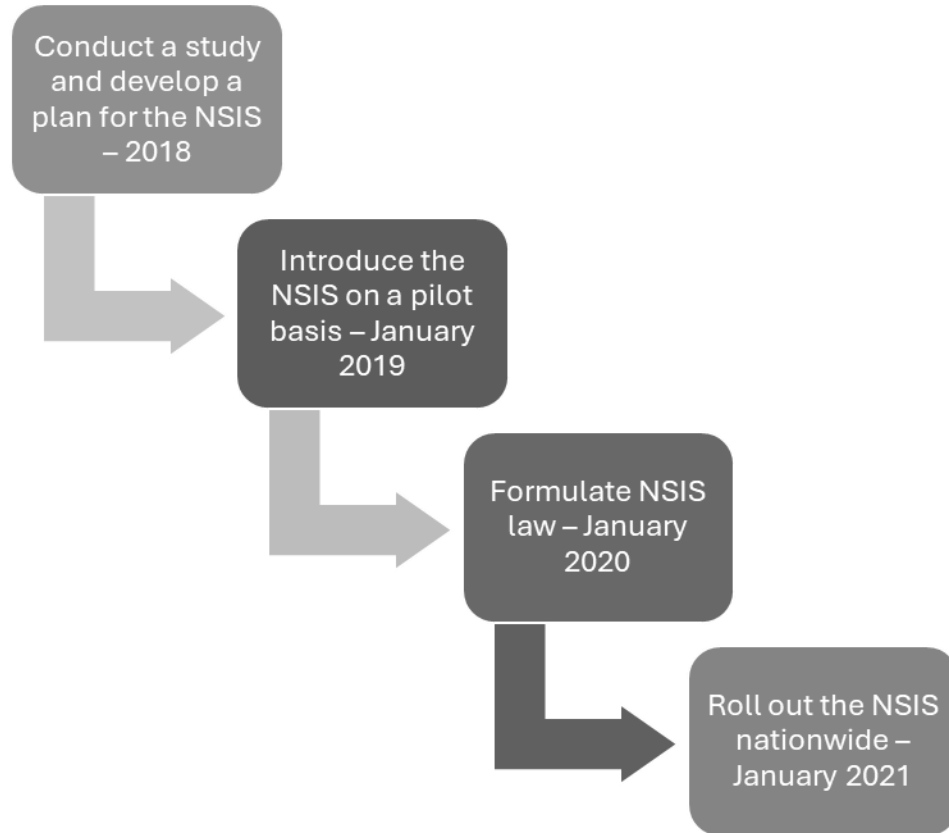 Conduct a study
and develop a
plan for the NSIS
– 2018
Introduce the
NSIS on a pilot
basis – January
2019
Formulate NSIS
law – January
2020
Roll out the NSIS
nationwide –
January 2021